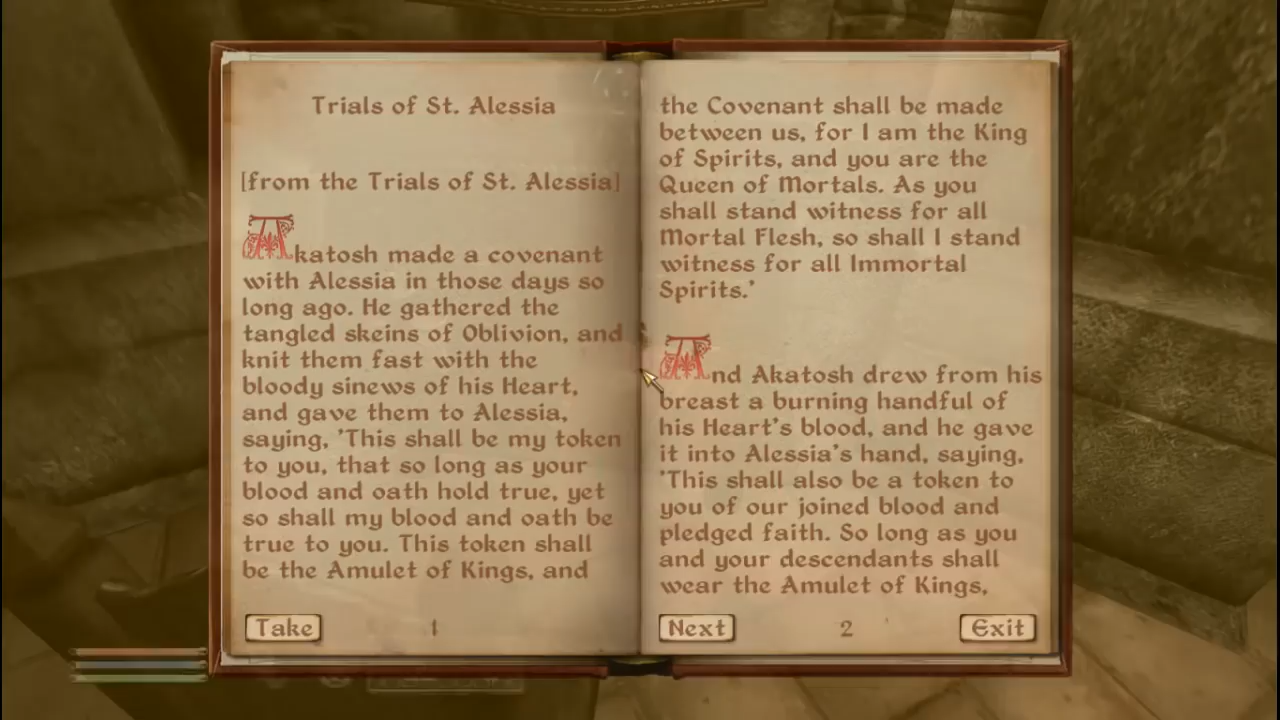 Trials of St. Alessia
[from the Trials of St. Alessia]
Akatosh made a covenant
with Alessia in those days so
long ago. He gathered the
tangled skeins of Oblivion, and
knit them fast with the
bloody sinews of his Heart,
and gave them to Alessia,
saying, 'This shall be my token
to you, that so long as your
blood and oath hold true, yet
so shall my blood and oath be
true to you. This token shall
be the Amulet of Kings, and
Take
1
the Covenant shall be made
between us, for I am the King
of Spirits, and you are the
Queen of Mortals. As you
shall stand witness for all
Mortal Flesh, so shall I stand
witness for all Immortal
Spirits.'
And Akatosh drew from his
breast a burning handful of
his Heart's blood, and he gave
it into Alessia's hand, saying,
'This shall also be a token to
you of our joined blood and
pledged faith. So long as you
and your descendants shall
wear the Amulet of Kings,
Next
2
Exit